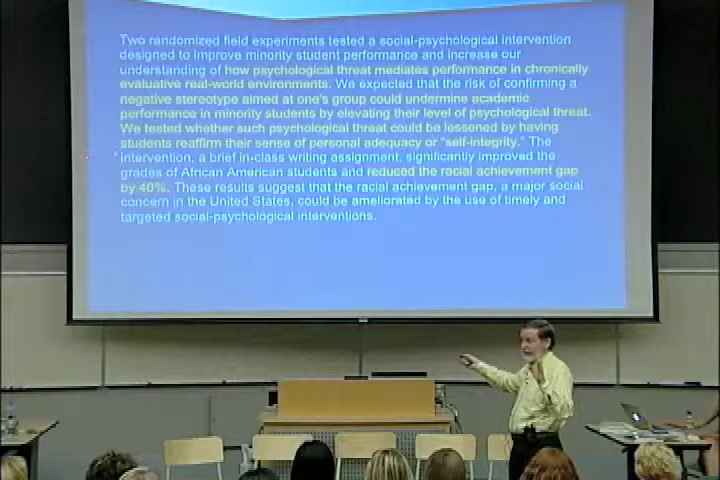 Two randomized field experiments tested a social-psychological intervention
designed to improve minority student performance and increase our
understanding of how psychological threat mediates performance in chronically
evaluative real-world environments. We expected that the risk of confirming a
negative stereotype aimed at one's group could undermine academic
performance in minority students by elevating their level of psychological threat.
We tested whether such psychological threat could be lessened by having
students reaffirm their sense of personal adequacy or "self-integrity." The
intervention, a brief in-class writing assignment, significantly improved the
grades of African American students and reduced the racial achievement gap
by 40%. These results suggest that the racial achievement gap, a major social
concern in the United States, could be ameliorated by the use of timely and
targeted social-psychological interventions.